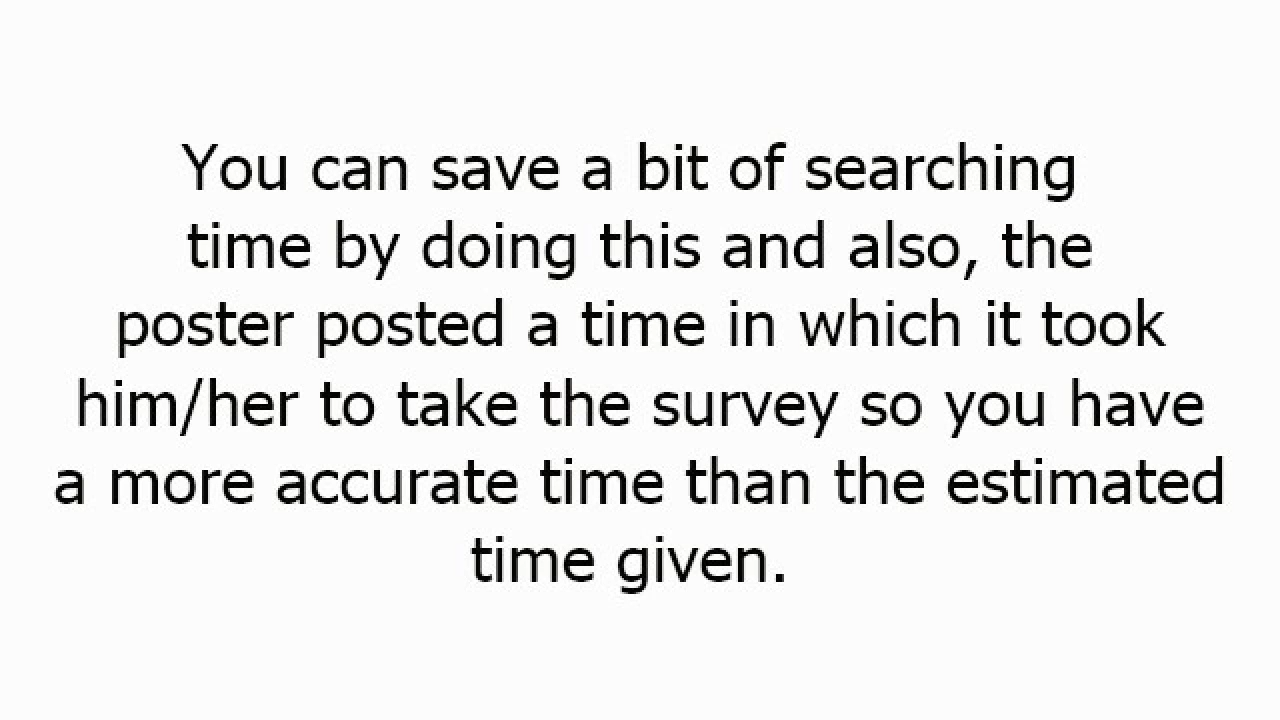 You can save a bit of searching
time by doing this and also, the
poster posted a time in which it took
him/her to take the survey so you have
a more accurate time than the estimated
time given.